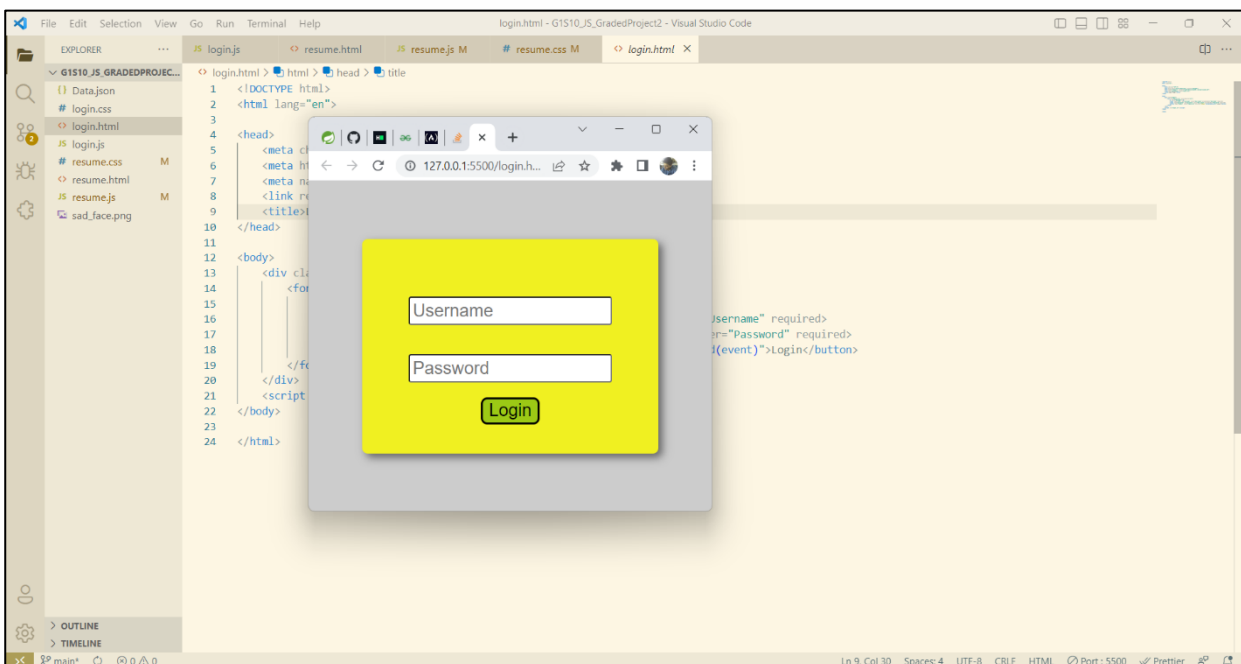 File Edit Selection View Go Run Terminal Help
login.html - G1S10_JS_GradedProject2 - Visual Studio Code
EXPLORER ...
JS login.js <> resume.html JS resume.js M # resume.css M <> login.html
G1S10_JS_GRADEDPROJEC...
login.html > html > head > title
{} Data.json
# login.css
<> login.html
JS login.js
# resume.css M
<> resume.html
JS resume.js M
sad_face.png
2
1 <!DOCTYPE html>
2 <html lang="en">
3
4 <head>
5 <meta
6 <meta
7 <meta
8 <link
9 <title>
10 </head>
11
12 <body>
13 <div
14
15
16 required>
17 required>
18 (event)">Login</button>
19
20 </div>
21 <script
22 </body>
23
24 </html>
127.0.0.1:5500/login.h...
Username
Password
Login
OUTLINE
TIMELINE
main* 0 0 Ln 9, Col 30 Spaces: 4 UTF-8 CRLF HTML Port : 5500 Prettier